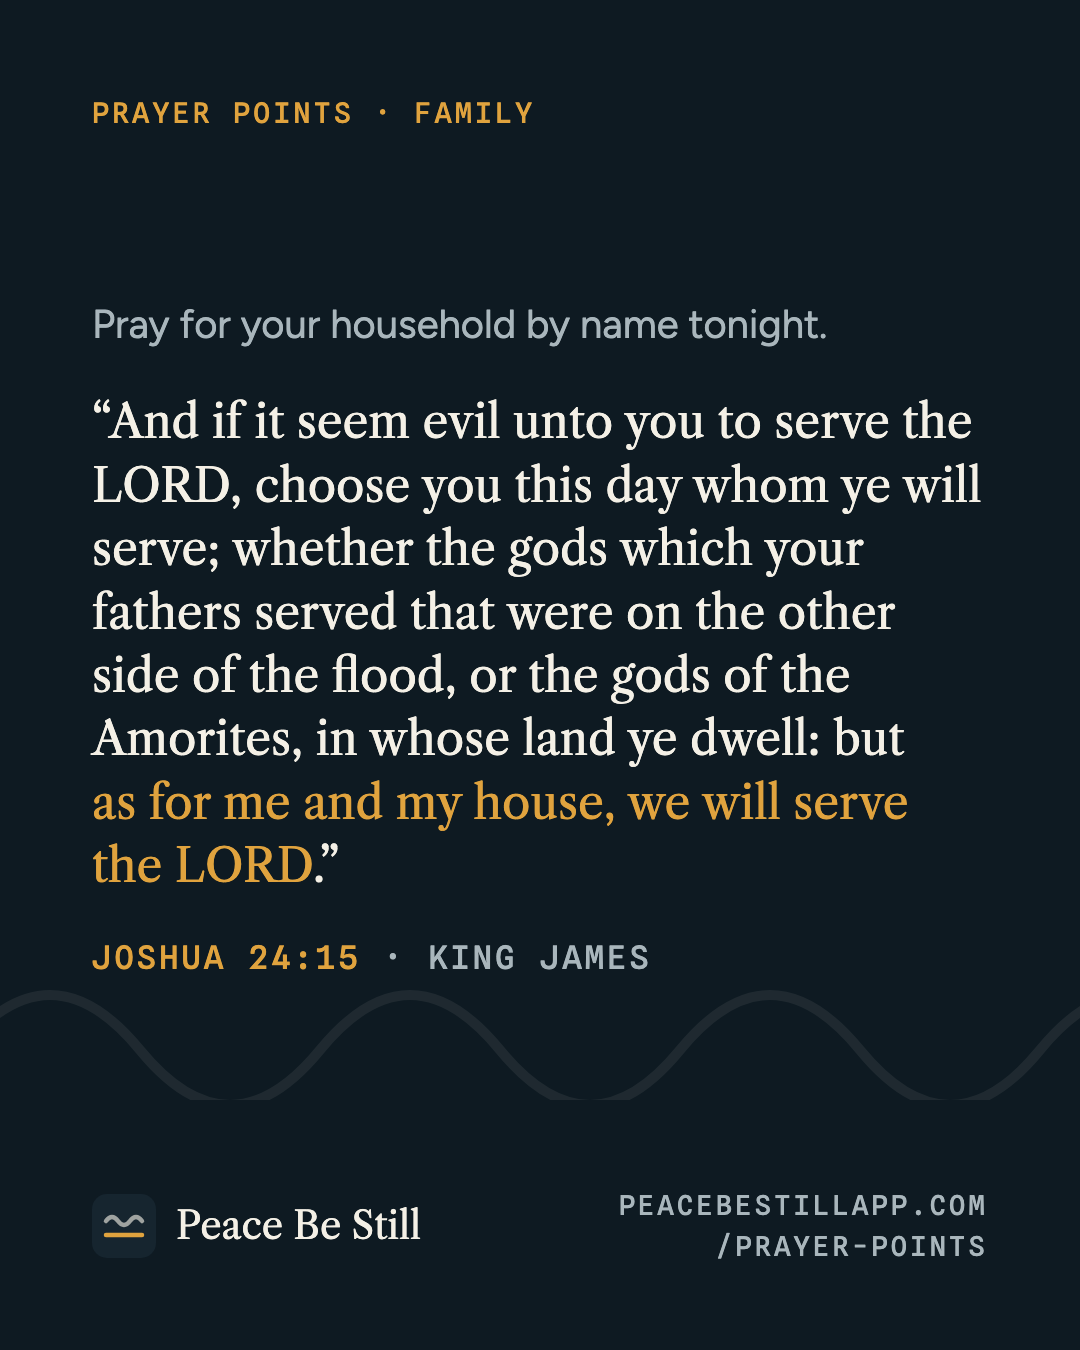 PRAYER POINTS · FAMILY
Pray for your household by name tonight.
“And if it seem evil unto you to serve the
LORD, choose you this day whom ye will
serve; whether the gods which your
fathers served that were on the other
side of the flood, or the gods of the
Amorites, in whose land ye dwell: but
as for me and my house, we will serve
the LORD.”
JOSHUA 24:15 · KING JAMES
Peace Be Still
PEACEBESTILLAPP.COM
/PRAYER-POINTS